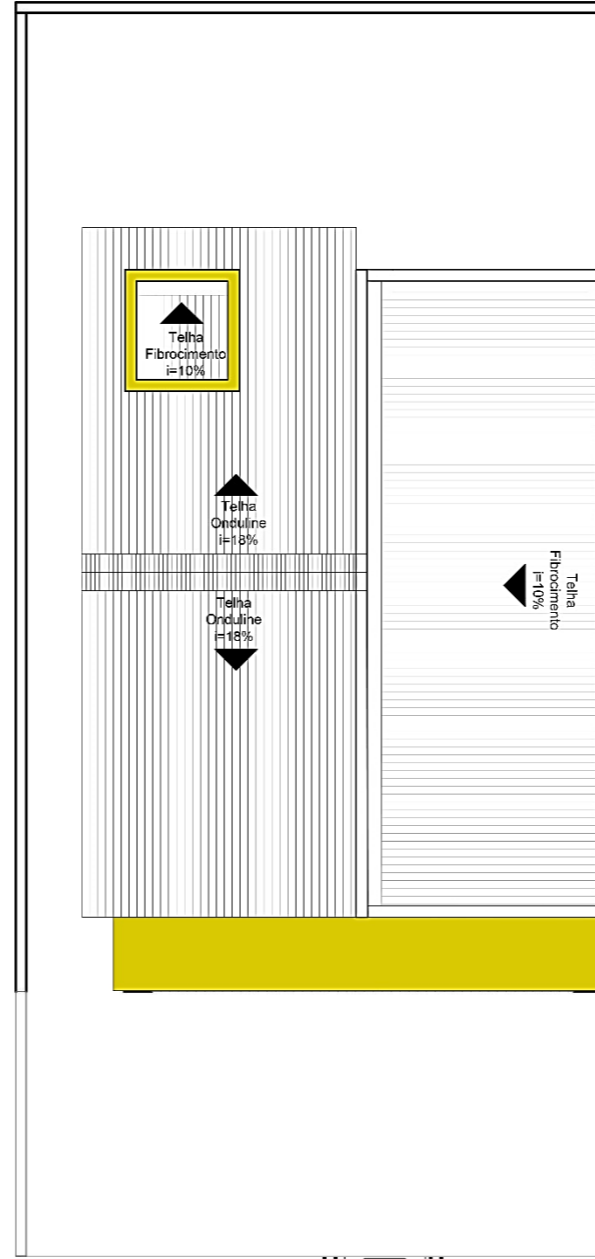 Telha
Fibrocimento
i=10%
Telha
Onduline
i=18%
Telha
Onduline
i=18%
Telha
Fibrocimento
i=10%